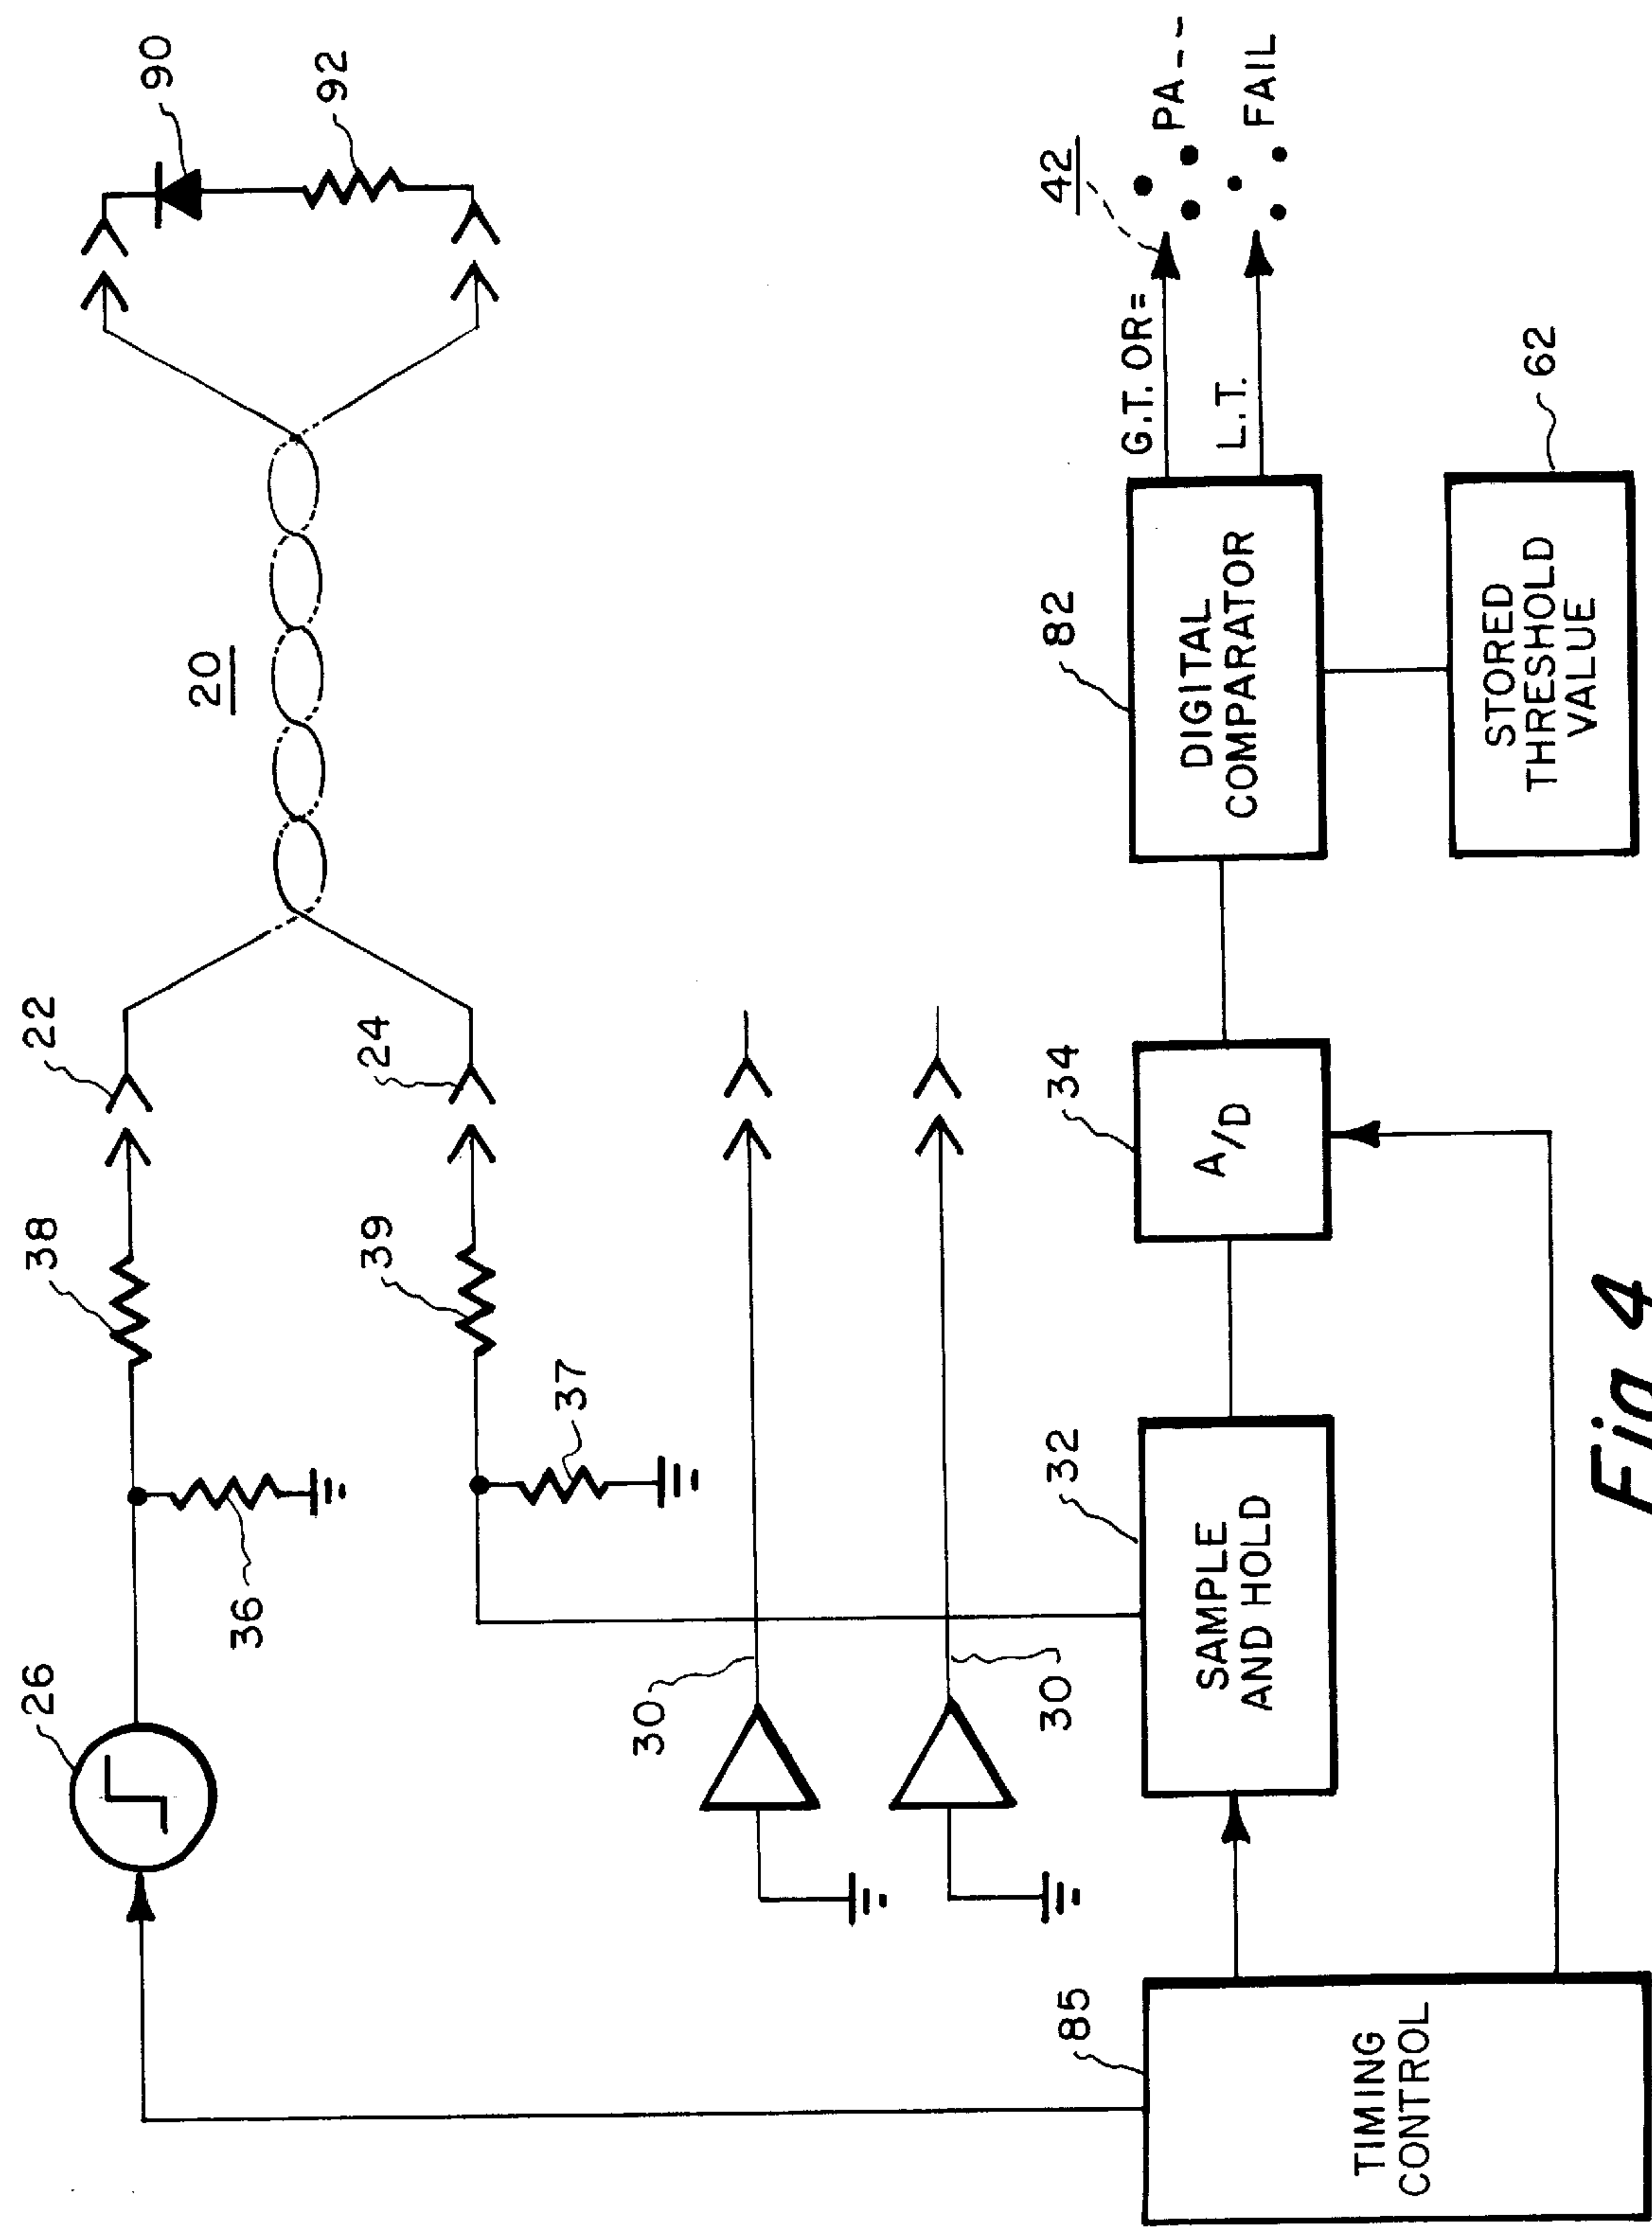 26
38
22
90
20
36
39
24
92
37
30
30
85
32
34
82
42
G.T. OR=
PA--
L.T.
FAIL
TIMING
CONTROL
SAMPLE
AND HOLD
A/D
DIGITAL
COMPARATOR
STORED
THRESHOLD
VALUE
62
Fig 4